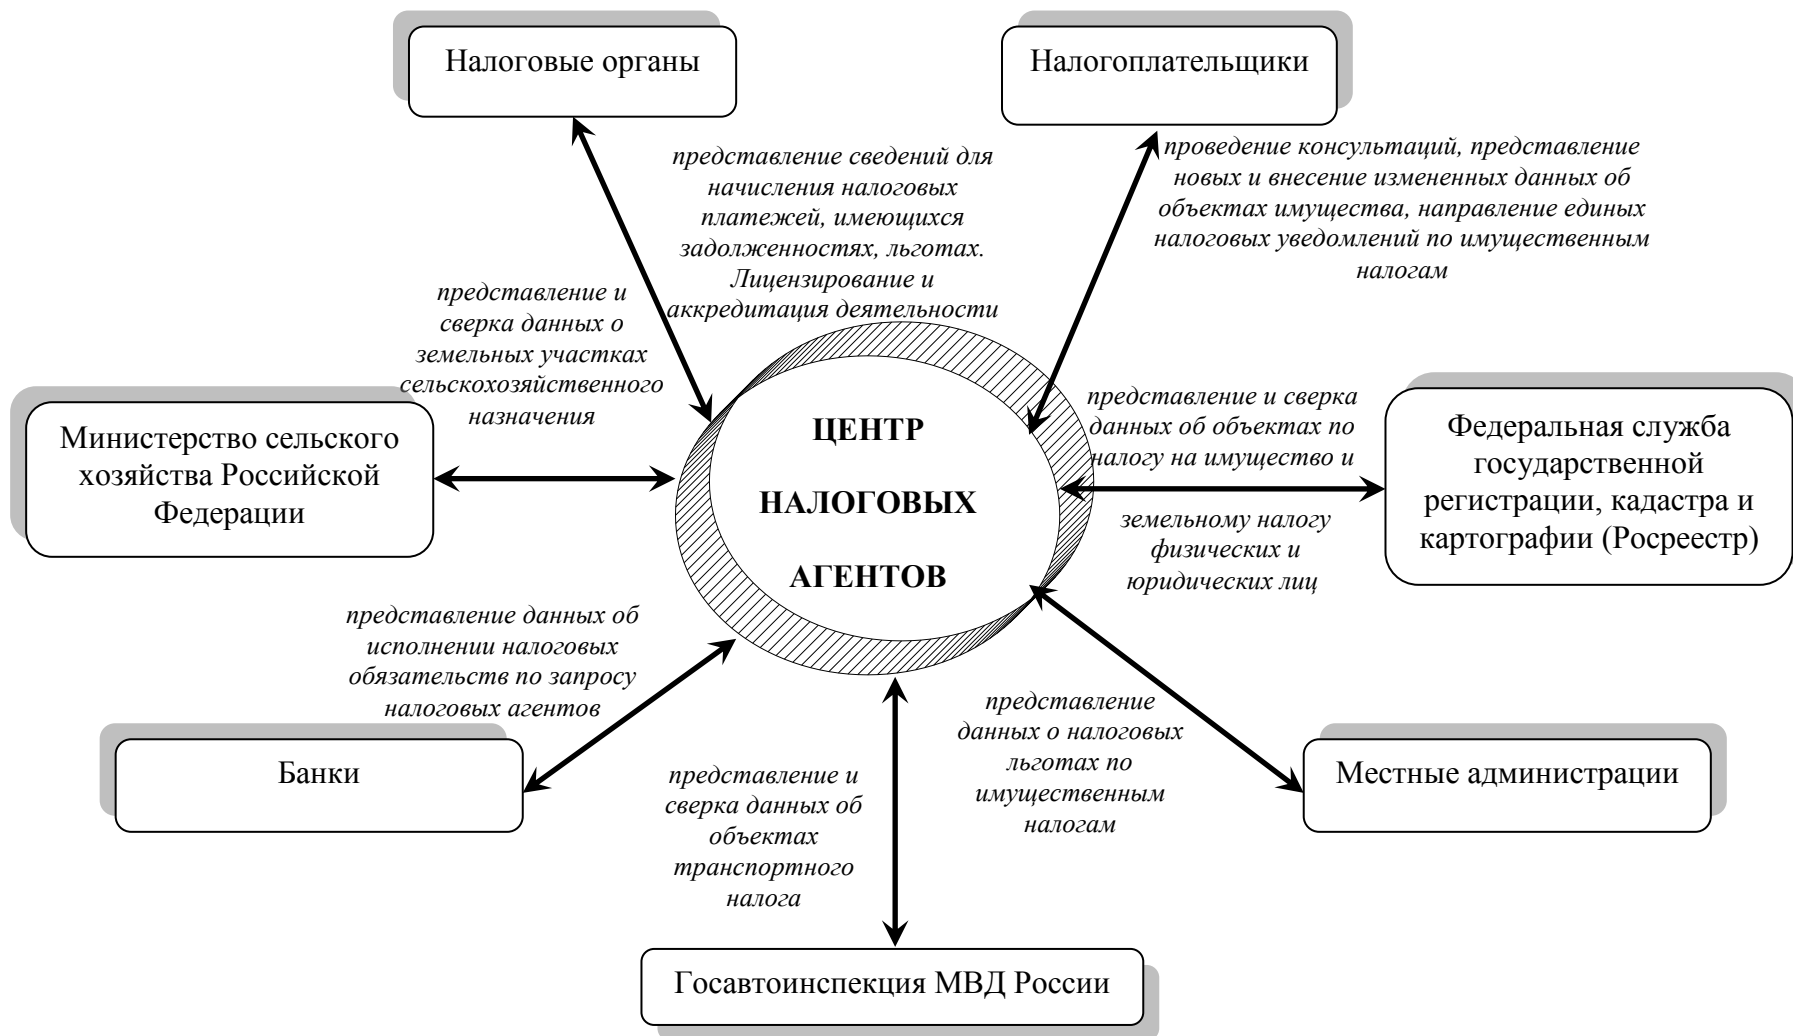 Налоговые органы
Налогоплательщики
представление сведений для
начисления налоговых
платежей, имеющихся
задолженностях, льготах.
Лицензирование и
аккредитация деятельности
проведение консультаций, представление
новых и внесение измененных данных об
объектах имущества, направление единых
налоговых уведомлений по имущественным
налогам
представление и
сверка данных о
земельных участках
сельскохозяйственного
назначения
Министерство сельского
хозяйства Российской
Федерации
ЦЕНТР
НАЛОГОВЫХ
АГЕНТОВ
представление и сверка
данных об объектах по
налогу на имущество и
земельному налогу
физических и
юридических лиц
Федеральная служба
государственной
регистрации, кадастра и
картографии (Росреестр)
представление данных об
исполнении налоговых
обязательств по запросу
налоговых агентов
Банки
представление и
сверка данных об
объектах
транспортного
налога
представление
данных о налоговых
льготах по
имущественным
налогам
Местные администрации
Госавтоинспекция МВД России